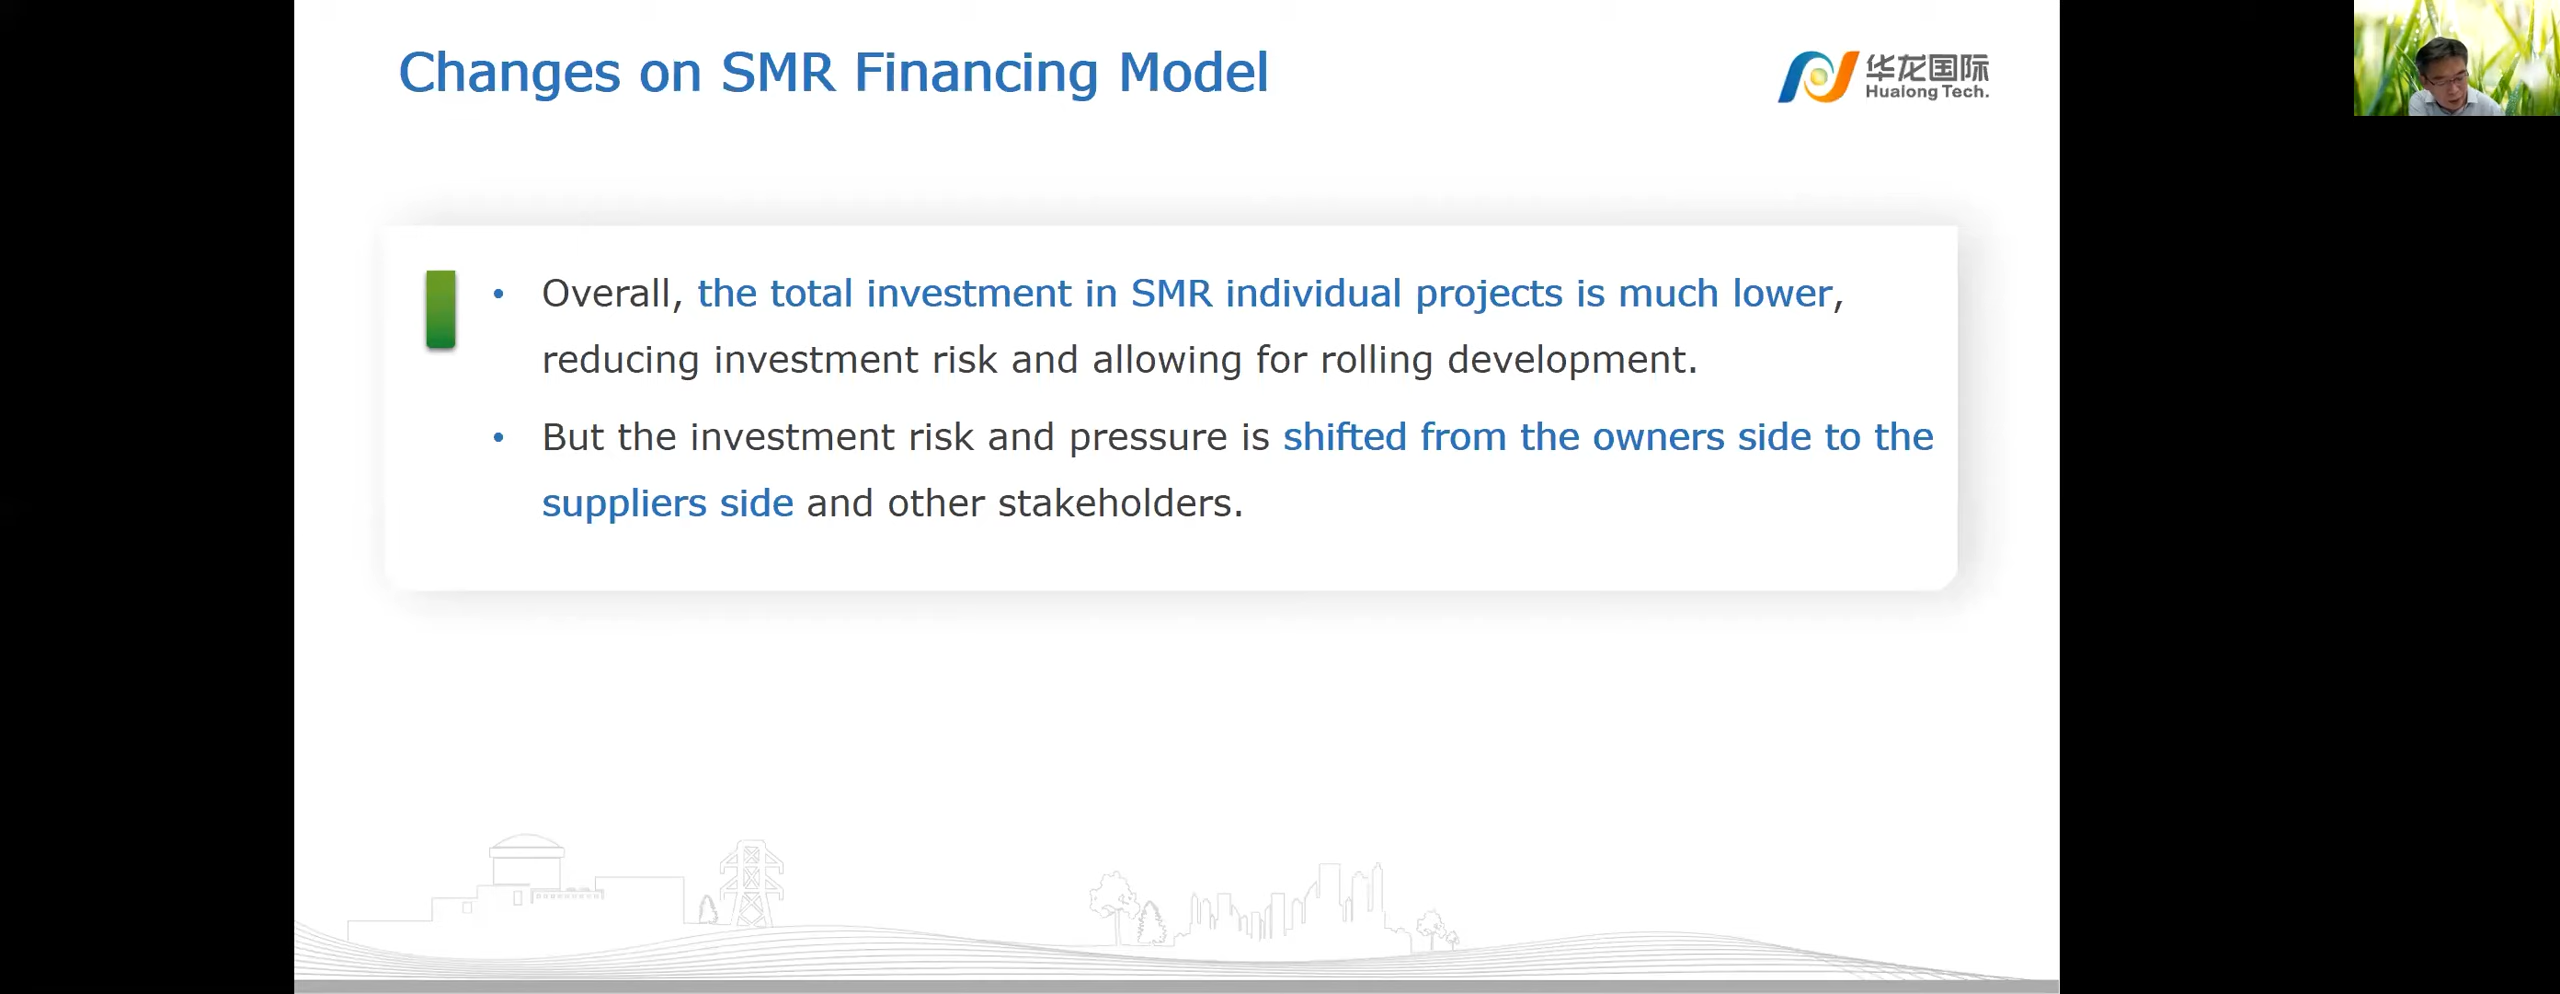 Changes on SMR Financing Model
华龙国际
Hualong Tech.
• Overall, the total investment in SMR individual projects is much lower,
reducing investment risk and allowing for rolling development.
• But the investment risk and pressure is shifted from the owners side to the
suppliers side and other stakeholders.